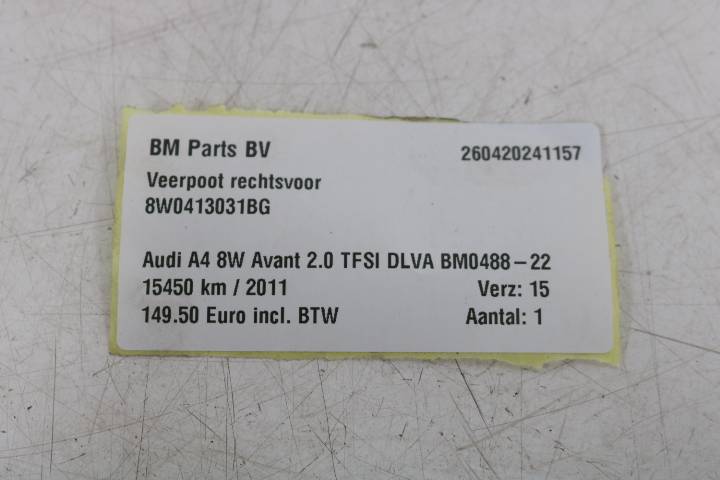 BM Parts BV 260420241157
Veerpoot rechtsvoor
8W0413031BG
Audi A4 8W Avant 2.0 TFSI DLVA BM0488-22
15450 km / 2011 Verz: 15
149.50 Euro incl. BTW Aantal: 1